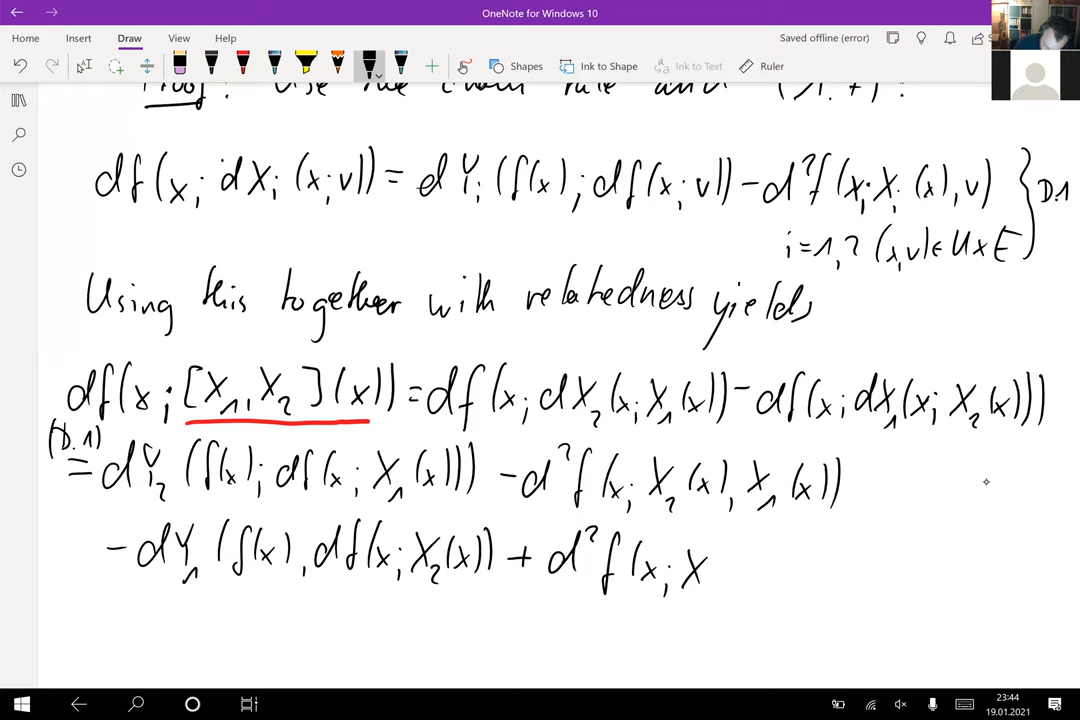 OneNote for Windows 10
Home Insert Draw View Help Saved offline (error)
Shapes Ink to Shape Ink to Text Ruler
Proof: Use the chain rule and
df(x; dX_i(x;v)) = dY_i(f(x); df(x;v)) - d²f(x; X_i(x), v) } D.1
i=1,2 (x,v) ∈ U×E
Using this together with relatedness yields
df(x; [X_1, X_2](x)) = df(x; dX_2(x; X_1(x)) - df(x; dX_1(x; X_2(x)))
(D.1)
= dY_2 (f(x); df(x; X_1(x))) - d²f(x; X_2(x), X_1(x))
- dY_1 (f(x), df(x; X_2(x)) + d²f(x; X
23:44
19.01.2021